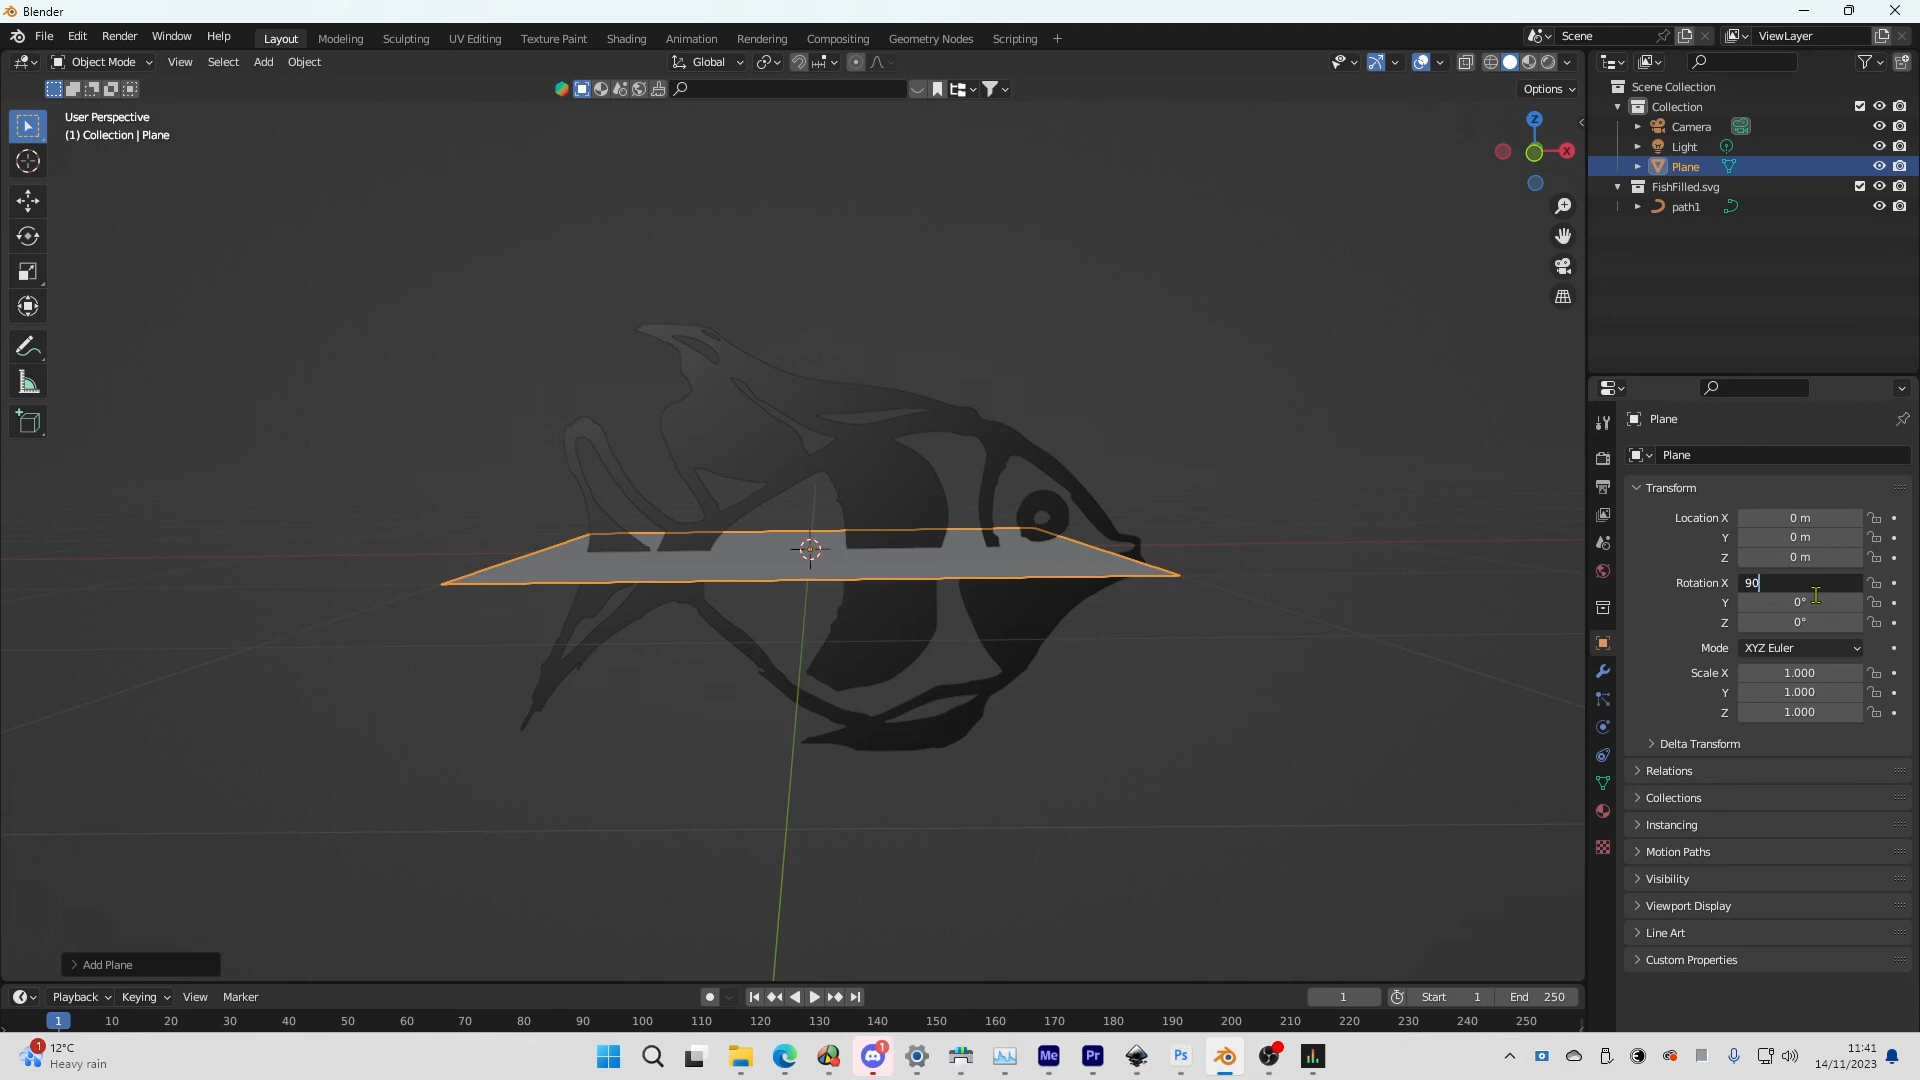 Blender
File Edit Render Window Help Layout Modeling Sculpting UV Editing Texture Paint Shading Animation Rendering Compositing Geometry Nodes Scripting + Scene ViewLayer
Object Mode View Select Add Object Global
Options
User Perspective
(1) Collection | Plane
Z
X
Scene Collection
Collection
Camera
Light
Plane
FishFilled.svg
path1
Plane
Plane
Transform
Location X 0 m
Y 0 m
Z 0 m
Rotation X 90
Y 0°
Z 0°
Mode XYZ Euler
Scale X 1.000
Y 1.000
Z 1.000
Delta Transform
Relations
Collections
Instancing
Motion Paths
Visibility
Viewport Display
Line Art
Custom Properties
Add Plane
Playback Keying View Marker 1 Start 1 End 250
1 10 20 30 40 50 60 70 80 90 100 110 120 130 140 150 160 170 180 190 200 210 220 230 240 250
1 12°C
Heavy rain
1 Me Pr Ps
11:41
14/11/2023